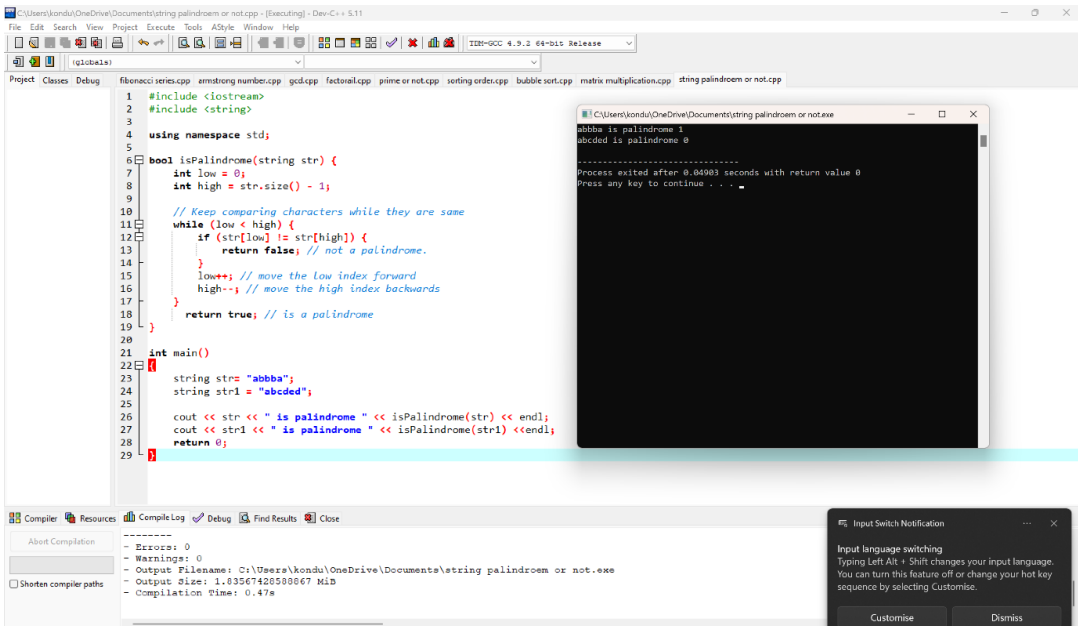 C:\Users\kondu\OneDrive\Documents\string palindroem or not.cpp - [Executing] - Dev-C++ 5.11
File Edit Search View Project Execute Tools AStyle Window Help
TDM-GCC 4.9.2 64-bit Release
(globals)
Project Classes Debug
fibonacci series.cpp armstrong number.cpp gcd.cpp factorail.cpp prime or not.cpp sorting order.cpp bubble sort.cpp matrix multiplication.cpp string palindroem or not.cpp
1 #include <iostream>
2 #include <string>
3
4 using namespace std;
5
6 bool isPalindrome(string str) {
7 int low = 0;
8 int high = str.size() - 1;
9
10 // Keep comparing characters while they are same
11 while (low < high) {
12 if (str[low] != str[high]) {
13 return false; // not a palindrome.
14 }
15 low++; // move the low index forward
16 high--; // move the high index backwards
17 }
18 return true; // is a palindrome
19 }
20
21 int main()
22 {
23 string str= "abbba";
24 string str1 = "abcded";
25
26 cout << str << " is palindrome " << isPalindrome(str) << endl;
27 cout << str1 << " is palindrome " << isPalindrome(str1) <<endl;
28 return 0;
29 }
C:\Users\kondu\OneDrive\Documents\string palindroem or not.exe
abbba is palindrome 1
abcded is palindrome 0
--------------------------------
Process exited after 0.04903 seconds with return value 0
Press any key to continue . . .
Compiler Resources Compile Log Debug Find Results Close
Abort Compilation
Shorten compiler paths
--------
- Errors: 0
- Warnings: 0
- Output Filename: C:\Users\kondu\OneDrive\Documents\string palindroem or not.exe
- Output Size: 1.83567428588867 MiB
- Compilation Time: 0.47s
Input Switch Notification
Input language switching
Typing Left Alt + Shift changes your input language.
You can turn this feature off or change your hot key
sequence by selecting Customise.
Customise Dismiss